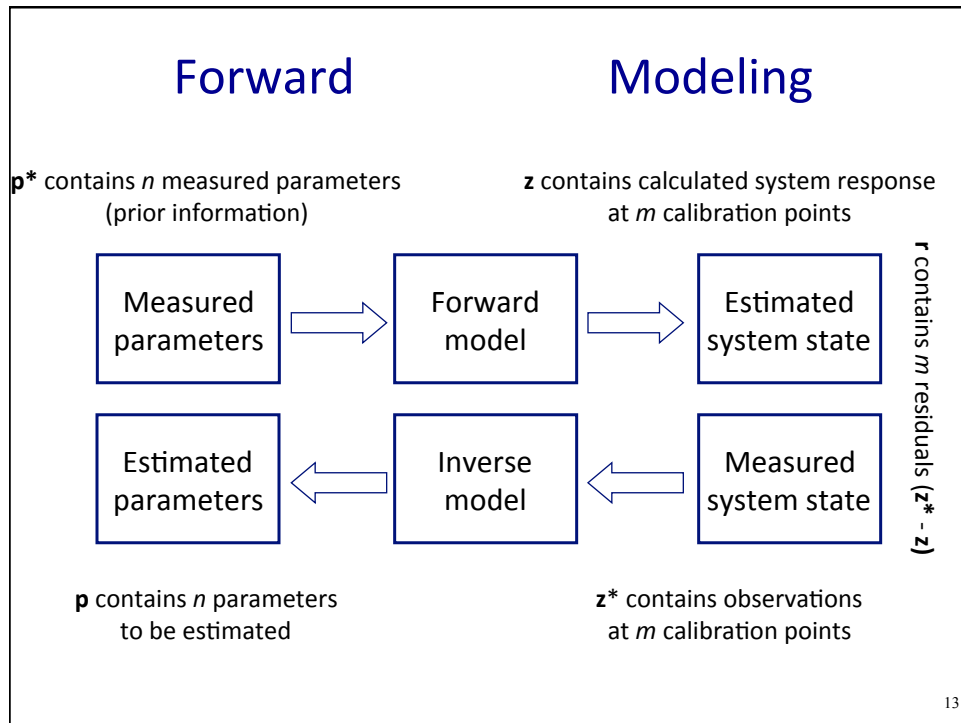 Forward Modeling
p* contains n measured parameters
(prior information)
z contains calculated system response
at m calibration points
Measured
parameters
Forward
model
Estimated
system state
r contains m residuals (z* - z)
Estimated
parameters
Inverse
model
Measured
system state
p contains n parameters
to be estimated
z* contains observations
at m calibration points
13